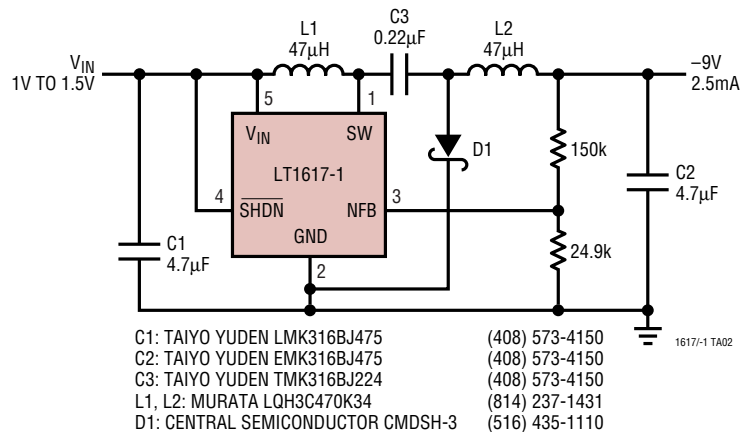 L1
47µH
C3
0.22µF
L2
47µH
VIN
1V TO 1.5V
–9V
2.5mA
5
1
VIN
SW
D1
150k
LT1617-1
C2
4.7µF
4
SHDN
NFB
3
GND
C1
4.7µF
2
24.9k
C1: TAIYO YUDEN LMK316BJ475 (408) 573-4150
C2: TAIYO YUDEN EMK316BJ475 (408) 573-4150
C3: TAIYO YUDEN TMK316BJ224 (408) 573-4150
L1, L2: MURATA LQH3C470K34 (814) 237-1431
D1: CENTRAL SEMICONDUCTOR CMDSH-3 (516) 435-1110
1617/-1 TA02